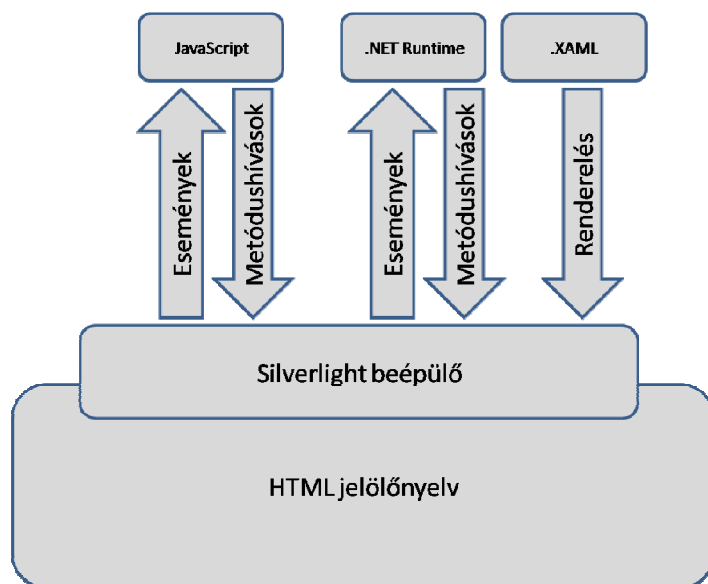 JavaScript
.NET Runtime
.XAML
Események
Metódushívások
Események
Metódushívások
Renderelés
Silverlight beépülő
HTML jelölőnyelv